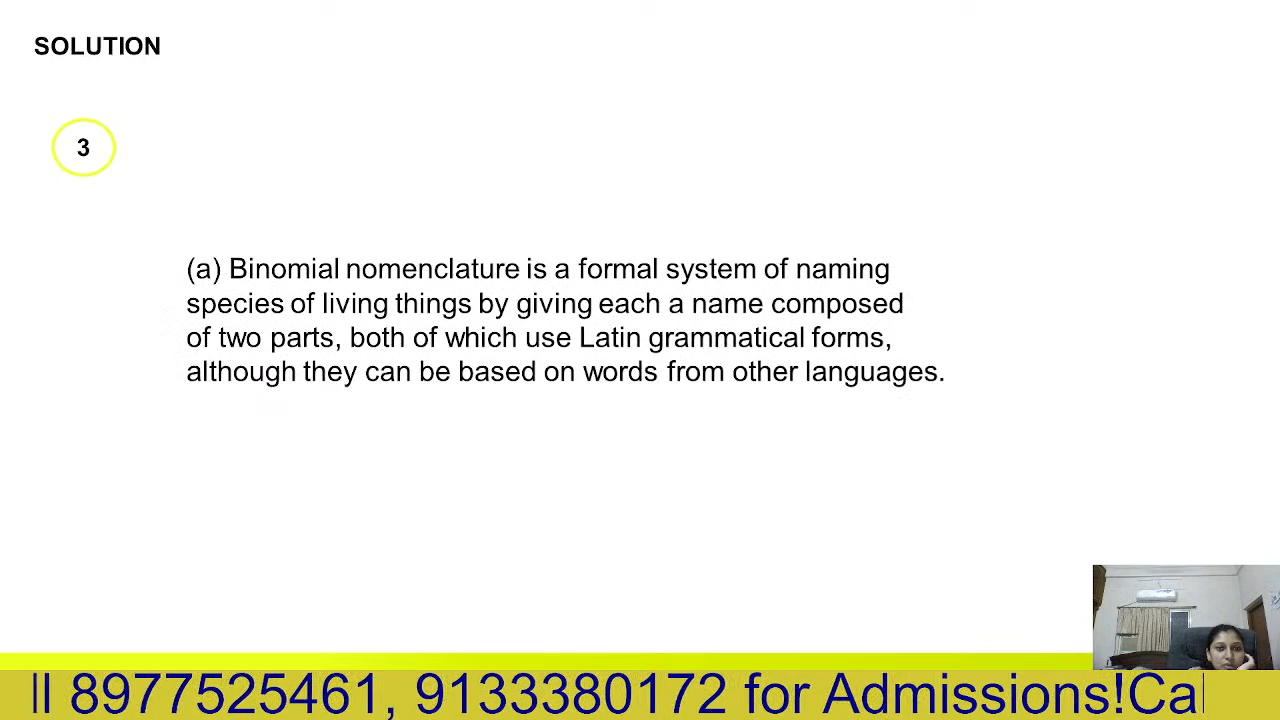 SOLUTION
3
(a) Binomial nomenclature is a formal system of naming
species of living things by giving each a name composed
of two parts, both of which use Latin grammatical forms,
although they can be based on words from other languages.
ll 8977525461, 9133380172 for Admissions!Cal